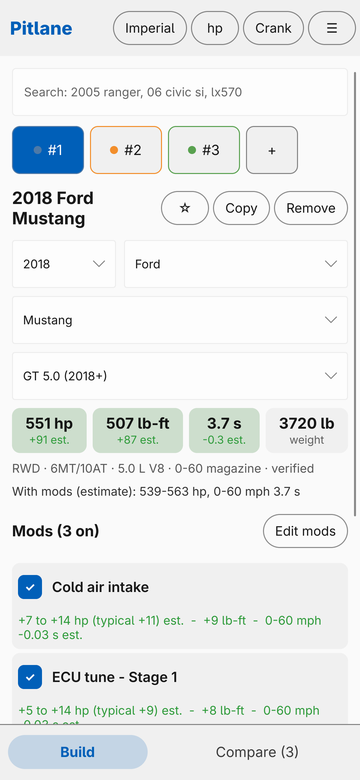 Pitlane
Imperial
hp
Crank
☰
Search: 2005 ranger, 06 civic si, lx570
#1
#2
#3
+
2018 Ford
Mustang
☆
Copy
Remove
2018
Ford
Mustang
GT 5.0 (2018+)
551 hp
+91 est.
507 lb-ft
+87 est.
3.7 s
-0.3 est.
3720 lb
weight
RWD · 6MT/10AT · 5.0 L V8 · 0-60 magazine · verified
With mods (estimate): 539-563 hp, 0-60 mph 3.7 s
Mods (3 on)
Edit mods
Cold air intake
+7 to +14 hp (typical +11) est. - +9 lb-ft - 0-60 mph
-0.03 s est.
ECU tune - Stage 1
+5 to +14 hp (typical +9) est. - +8 lb-ft - 0-60 mph
Build
Compare (3)